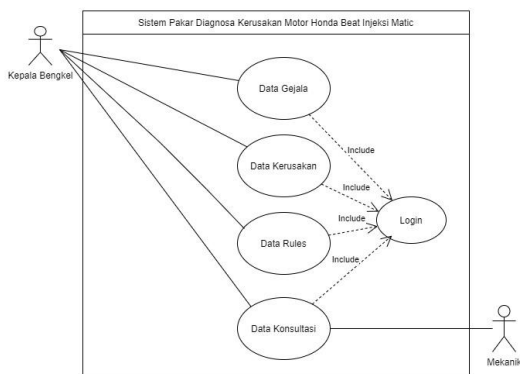 Sistem Pakar Diagnosa Kerusakan Motor Honda Beat Injeksi Matic
Kepala Bengkel
Data Gejala
Include
Data Kerusakan
Include
Login
Include
Data Rules
Include
Data Konsultasi
Mekanik